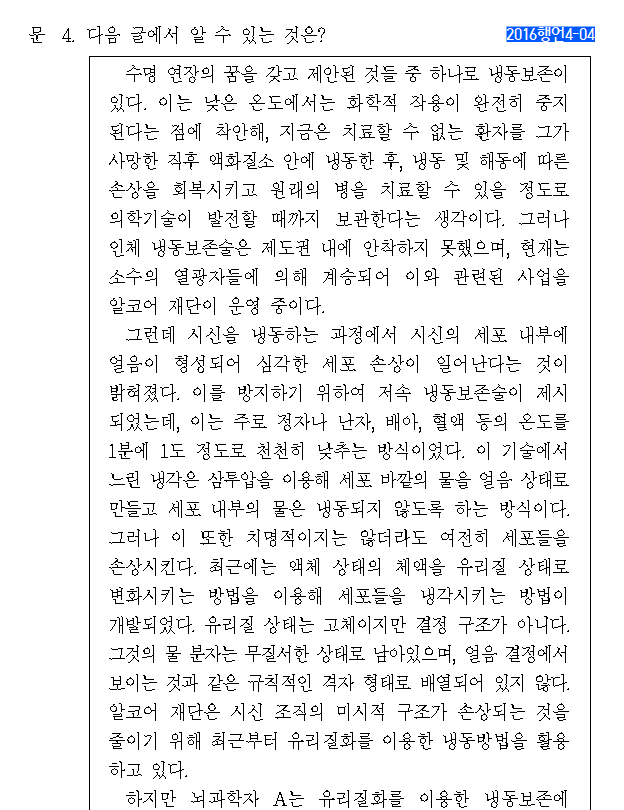 문 4. 다음 글에서 알 수 있는 것은? 2016행언4-04
수명 연장의 꿈을 갖고 제안된 것들 중 하나로 냉동보존이
있다. 이는 낮은 온도에서는 화학적 작용이 완전히 중지
된다는 점에 착안해, 지금은 치료할 수 없는 환자를 그가
사망한 직후 액화질소 안에 냉동한 후, 냉동 및 해동에 따른
손상을 회복시키고 원래의 병을 치료할 수 있을 정도로
의학기술이 발전할 때까지 보관한다는 생각이다. 그러나
인체 냉동보존술은 제도권 내에 안착하지 못했으며, 현재는
소수의 열광자들에 의해 계승되어 이와 관련된 사업을
알코어 재단이 운영 중이다.
그런데 시신을 냉동하는 과정에서 시신의 세포 내부에
얼음이 형성되어 심각한 세포 손상이 일어난다는 것이
밝혀졌다. 이를 방지하기 위하여 저속 냉동보존술이 제시
되었는데, 이는 주로 정자나 난자, 배아, 혈액 등의 온도를
1분에 1도 정도로 천천히 낮추는 방식이었다. 이 기술에서
느린 냉각은 삼투압을 이용해 세포 바깥의 물을 얼음 상태로
만들고 세포 내부의 물은 냉동되지 않도록 하는 방식이다.
그러나 이 또한 치명적이지는 않더라도 여전히 세포들을
손상시킨다. 최근에는 액체 상태의 체액을 유리질 상태로
변화시키는 방법을 이용해 세포들을 냉각시키는 방법이
개발되었다. 유리질 상태는 고체이지만 결정 구조가 아니다.
그것의 물 분자는 무질서한 상태로 남아있으며, 얼음 결정에서
보이는 것과 같은 규칙적인 격자 형태로 배열되어 있지 않다.
알코어 재단은 시신 조직의 미시적 구조가 손상되는 것을
줄이기 위해 최근부터 유리질화를 이용한 냉동방법을 활용
하고 있다.
하지만 뇌과학자 A는 유리질화를 이용한 냉동보존에